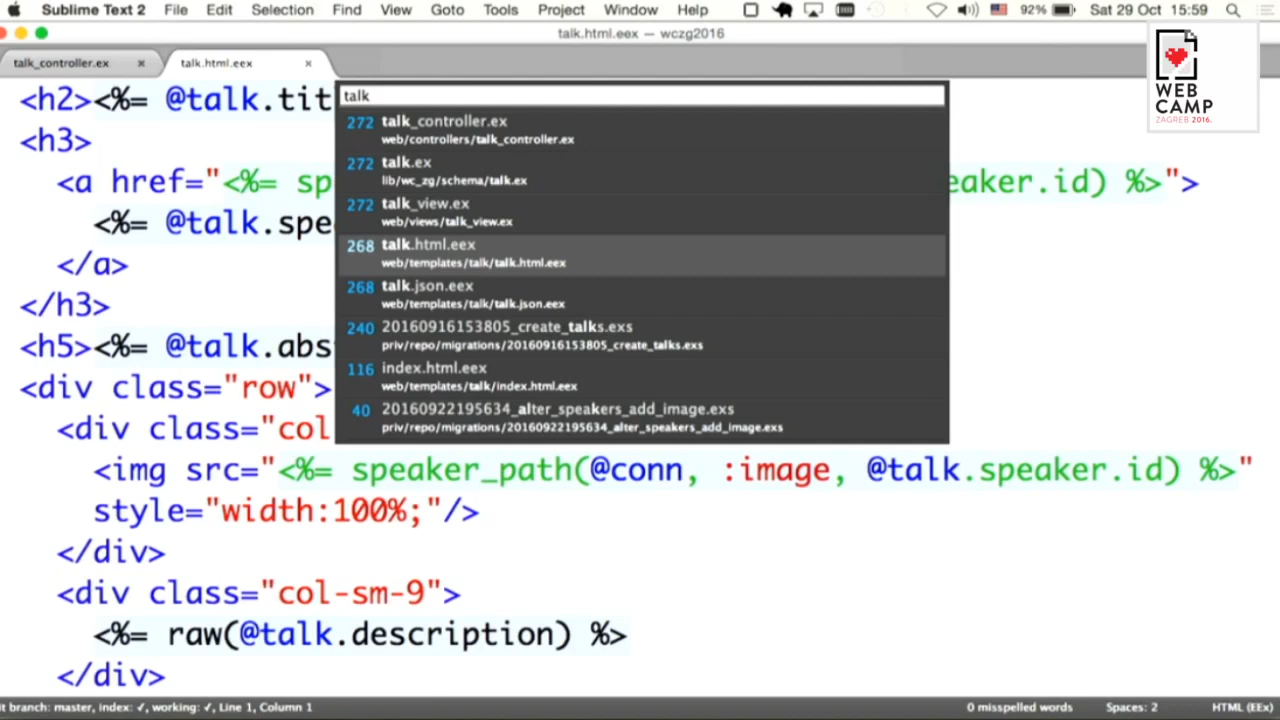 Sublime Text 2 File Edit Selection Find View Goto Tools Project Window Help 92% Sat 29 Oct 15:59
talk.html.eex — wczg2016
talk_controller.ex × talk.html.eex ×
WEB
CAMP
ZAGREB 2016.
talk
272 talk_controller.ex
web/controllers/talk_controller.ex
272 talk.ex
lib/wc_zg/schema/talk.ex
272 talk_view.ex
web/views/talk_view.ex
268 talk.html.eex
web/templates/talk/talk.html.eex
268 talk.json.eex
web/templates/talk/talk.json.eex
240 20160916153805_create_talks.exs
priv/repo/migrations/20160916153805_create_talks.exs
116 index.html.eex
web/templates/talk/index.html.eex
40 20160922195634_alter_speakers_add_image.exs
priv/repo/migrations/20160922195634_alter_speakers_add_image.exs
<h2><%= @talk.tit
<h3>
<a href="<%= sp eaker.id) %>">
<%= @talk.spe
</a>
</h3>
<h5><%= @talk.abs
<div class="row">
<div class="col
<img src="<%= speaker_path(@conn, :image, @talk.speaker.id) %>"
style="width:100%;"/>
</div>
<div class="col-sm-9">
<%= raw(@talk.description) %>
</div>
it branch: master, index: ✓, working: ✓, Line 1, Column 1 0 misspelled words Spaces: 2 HTML (EEx)